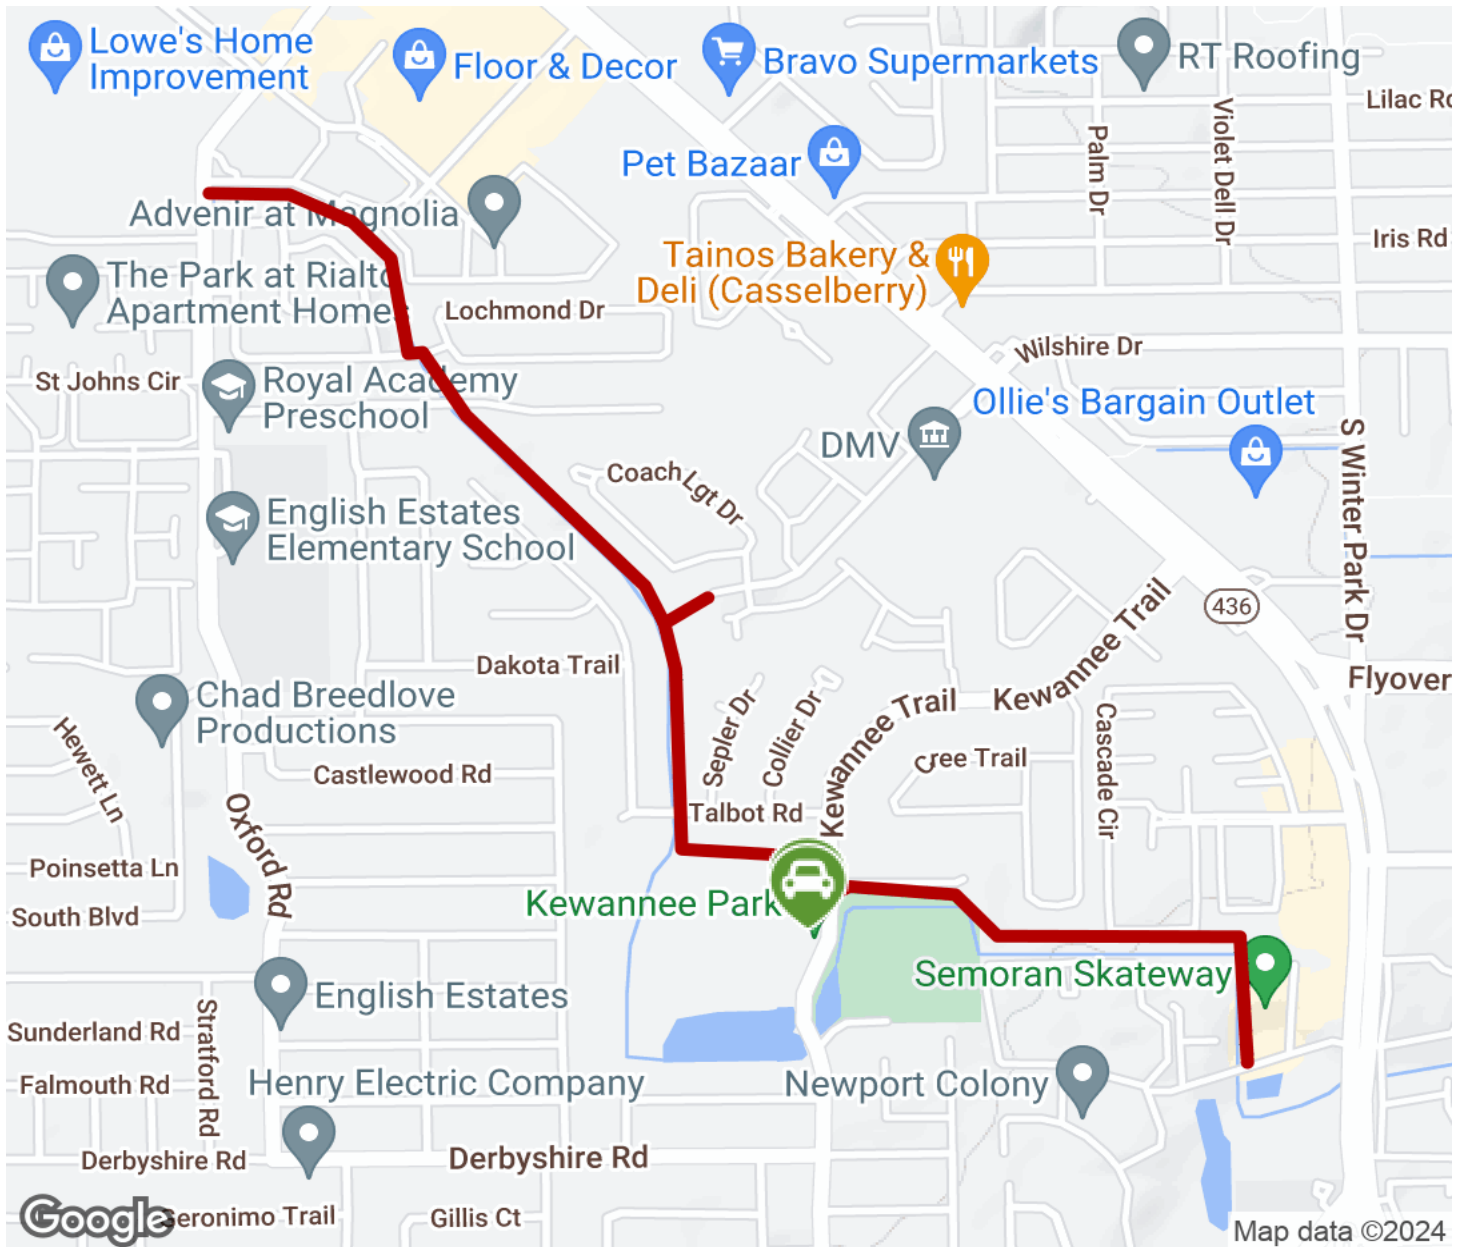 Lowe's Home
Improvement
Floor & Decor
Bravo Supermarkets
RT Roofing
Lilac Rd
Palm Dr
Violet Dell Dr
Pet Bazaar
Advenir at Magnolia
Iris Rd
Tainos Bakery &
Deli (Casselberry)
The Park at Rialto
Apartment Homes
Lochmond Dr
Wilshire Dr
St Johns Cir
Royal Academy
Preschool
Ollie's Bargain Outlet
DMV
S Winter Park Dr
Coach Lgt Dr
English Estates
Elementary School
436
Kewannee Trail
Dakota Trail
Flyover
Chad Breedlove
Productions
Sepler Dr
Collier Dr
Kewannee Trail
Kewannee Trail
Hewett Ln
Cree Trail
Cascade Cir
Castlewood Rd
Talbot Rd
Oxford Rd
Poinsetta Ln
Kewannee Park
South Blvd
Semoran Skateway
English Estates
Stratford Rd
Sunderland Rd
Falmouth Rd
Henry Electric Company
Newport Colony
Derbyshire Rd
Derbyshire Rd
Google
Geronimo Trail
Gillis Ct
Map data ©2024